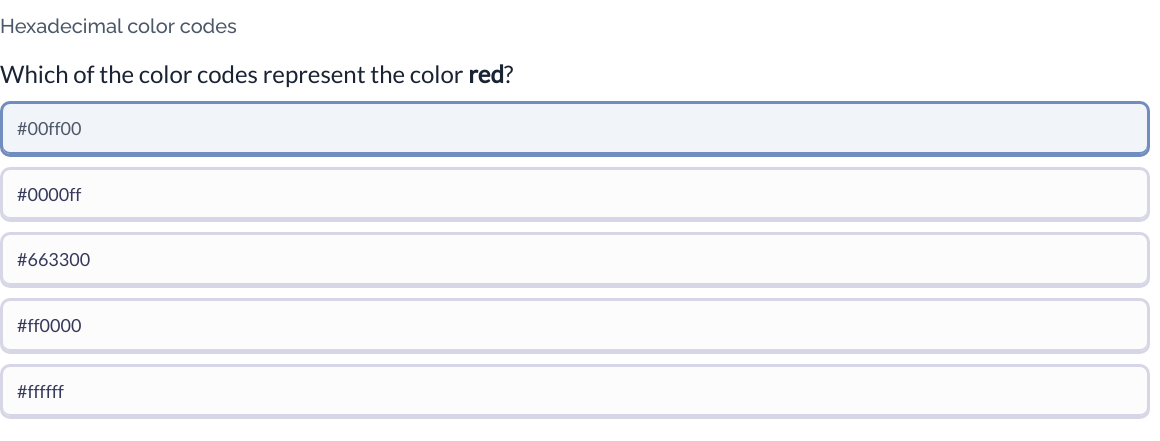 Hexadecimal color codes
Which of the color codes represent the color red?
#00ff00
#0000ff
#663300
#ff0000
#ffffff